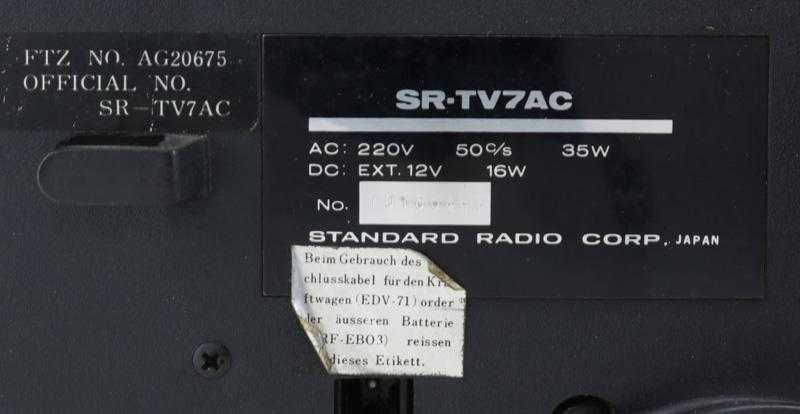 FTZ NO. AG20675
OFFICIAL NO.
SR-TV7AC
SR-TV7AC
AC: 220V 50c/s 35W
DC: EXT. 12V 16W
No.
STANDARD RADIO CORP., JAPAN
Beim Gebrauch des
chlusskabel für den
ftwagen (EDV-71) order
der äusseren Batterie
RF-EBO3) reissen
dieses Etikett.